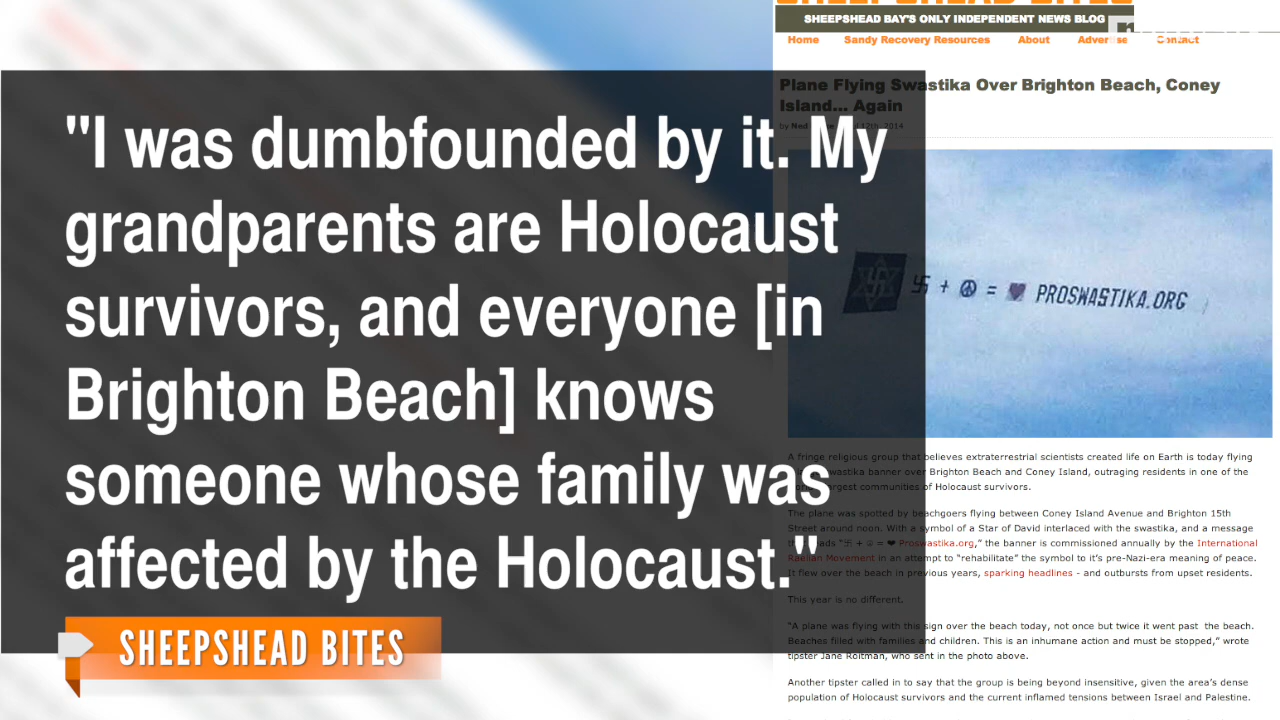 SHEEPSHEAD BAY'S ONLY INDEPENDENT NEWS BLOG
Home Sandy Recovery Resources About Advertise Contact
Plane Flying Swastika Over Brighton Beach, Coney
Island... Again
by Ned 12th, 2014
"I was dumbfounded by it. My
grandparents are Holocaust
survivors, and everyone [in
Brighton Beach] knows
someone whose family was
affected by the Holocaust."
SHEEPSHEAD BITES
卐 + ☮ = ♥ PROSWASTIKA.ORG
A fringe religious group that believes extraterrestrial scientists created life on Earth is today flying
swastika banner over Brighton Beach and Coney Island, outraging residents in one of the
largest communities of Holocaust survivors.
The plane was spotted by beachgoers flying between Coney Island Avenue and Brighton 15th
Street around noon. With a symbol of a Star of David interlaced with the swastika, and a message
reads "卐 + ☮ = ♥ Proswastika.org," the banner is commissioned annually by the International
Raelian Movement in an attempt to "rehabilitate" the symbol to it's pre-Nazi-era meaning of peace.
It flew over the beach in previous years, sparking headlines - and outbursts from upset residents.
This year is no different.
"A plane was flying with this sign over the beach today, not once but twice it went past the beach.
Beaches filled with families and children. This is an inhumane action and must be stopped," wrote
tipster Jane Roitman, who sent in the photo above.
Another tipster called in to say that the group is being beyond insensitive, given the area's dense
population of Holocaust survivors and the current inflamed tensions between Israel and Palestine.